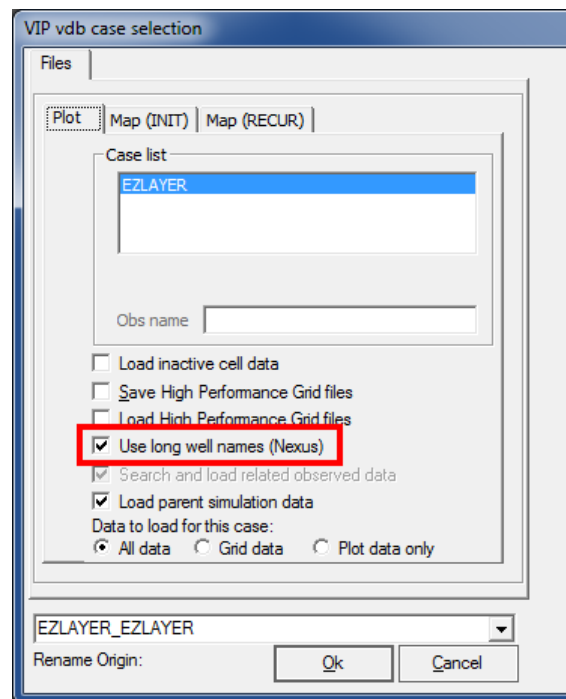 VIP vdb case selection
Files
Plot Map (INIT) Map (RECUR)
Case list
EZLAYER
Obs name
Load inactive cell data
Save High Performance Grid files
Load High Performance Grid files
Use long well names (Nexus)
Search and load related observed data
Load parent simulation data
Data to load for this case:
All data Grid data Plot data only
EZLAYER_EZLAYER
Rename Origin: Ok Cancel